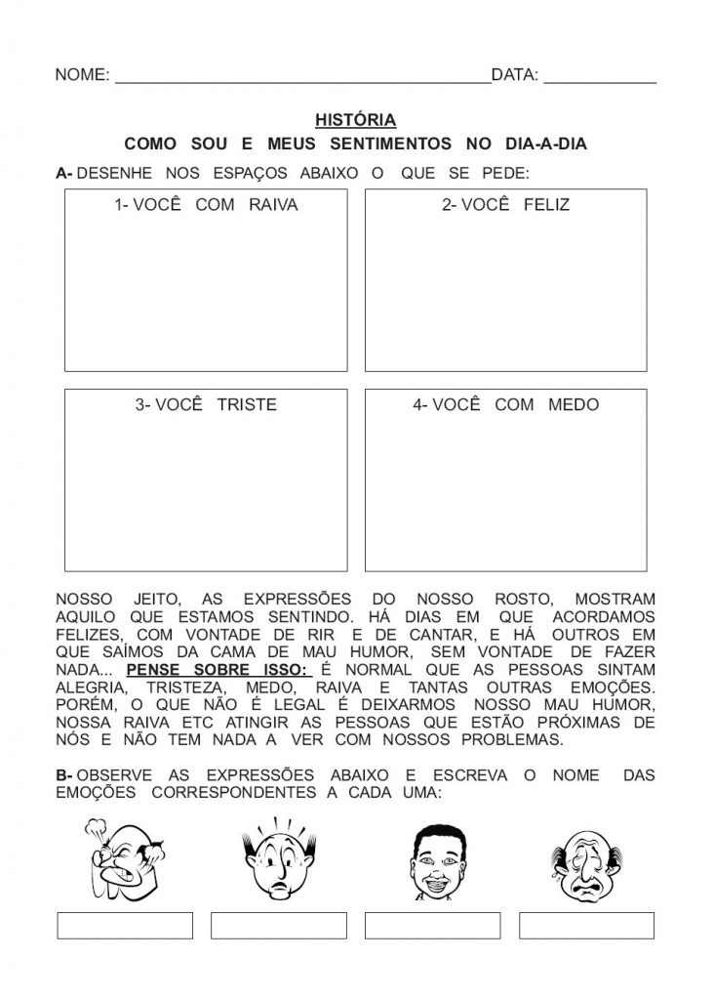 NOME: ________________________________________DATA: ____________
HISTÓRIA
COMO SOU E MEUS SENTIMENTOS NO DIA-A-DIA
A- DESENHE NOS ESPAÇOS ABAIXO O QUE SE PEDE:
1- VOCÊ COM RAIVA
2- VOCÊ FELIZ
3- VOCÊ TRISTE
4- VOCÊ COM MEDO
NOSSO JEITO, AS EXPRESSÕES DO NOSSO ROSTO, MOSTRAM
AQUILO QUE ESTAMOS SENTINDO. HÁ DIAS EM QUE ACORDAMOS
FELIZES, COM VONTADE DE RIR E DE CANTAR, E HÁ OUTROS EM
QUE SAÍMOS DA CAMA DE MAU HUMOR, SEM VONTADE DE FAZER
NADA... PENSE SOBRE ISSO: É NORMAL QUE AS PESSOAS SINTAM
ALEGRIA, TRISTEZA, MEDO, RAIVA E TANTAS OUTRAS EMOÇÕES.
PORÉM, O QUE NÃO É LEGAL É DEIXARMOS NOSSO MAU HUMOR,
NOSSA RAIVA ETC ATINGIR AS PESSOAS QUE ESTÃO PRÓXIMAS DE
NÓS E NÃO TEM NADA A VER COM NOSSOS PROBLEMAS.
B- OBSERVE AS EXPRESSÕES ABAIXO E ESCREVA O NOME DAS
EMOÇÕES CORRESPONDENTES A CADA UMA: